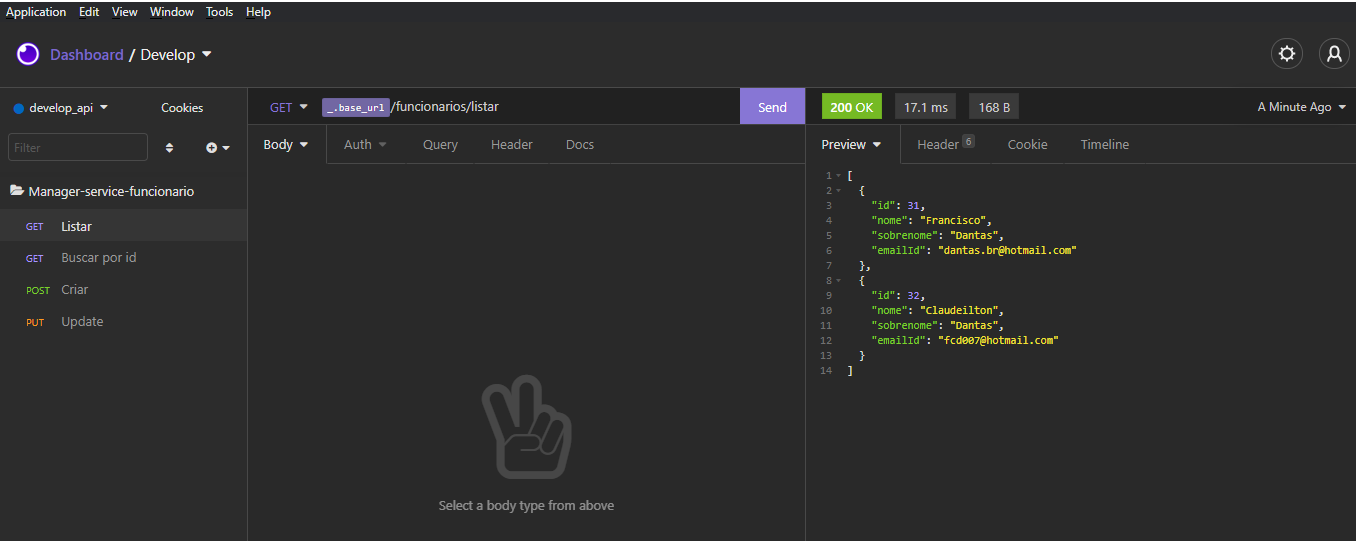 Application Edit View Window Tools Help
Dashboard / Develop
develop_api Cookies
Filter
Manager-service-funcionario
GET Listar
GET Buscar por id
POST Criar
PUT Update
GET _.base_url/funcionarios/listar Send
Body Auth Query Header Docs
Select a body type from above
200 OK 17.1 ms 168 B A Minute Ago
Preview Header 6 Cookie Timeline
1 [
2 {
3 "id": 31,
4 "nome": "Francisco",
5 "sobrenome": "Dantas",
6 "emailId": "dantas.br@hotmail.com"
7 },
8 {
9 "id": 32,
10 "nome": "Claudeilton",
11 "sobrenome": "Dantas",
12 "emailId": "fcd007@hotmail.com"
13 }
14 ]